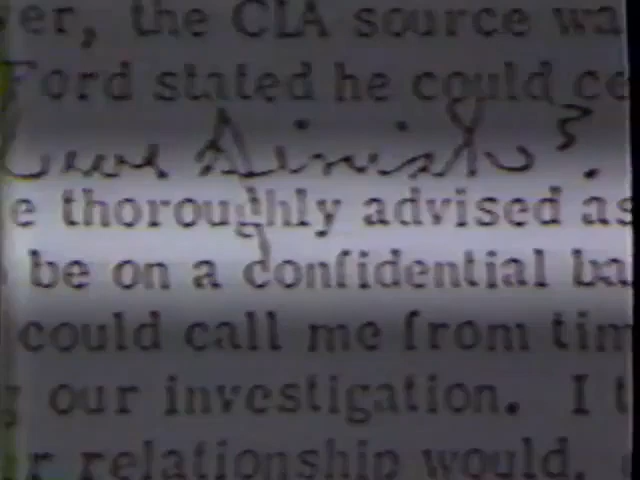 er, the CIA source wa
Ford stated he could ce
e thoroughly advised as
be on a confidential ba
could call me from tim
our investigation. I t
r relationship would,